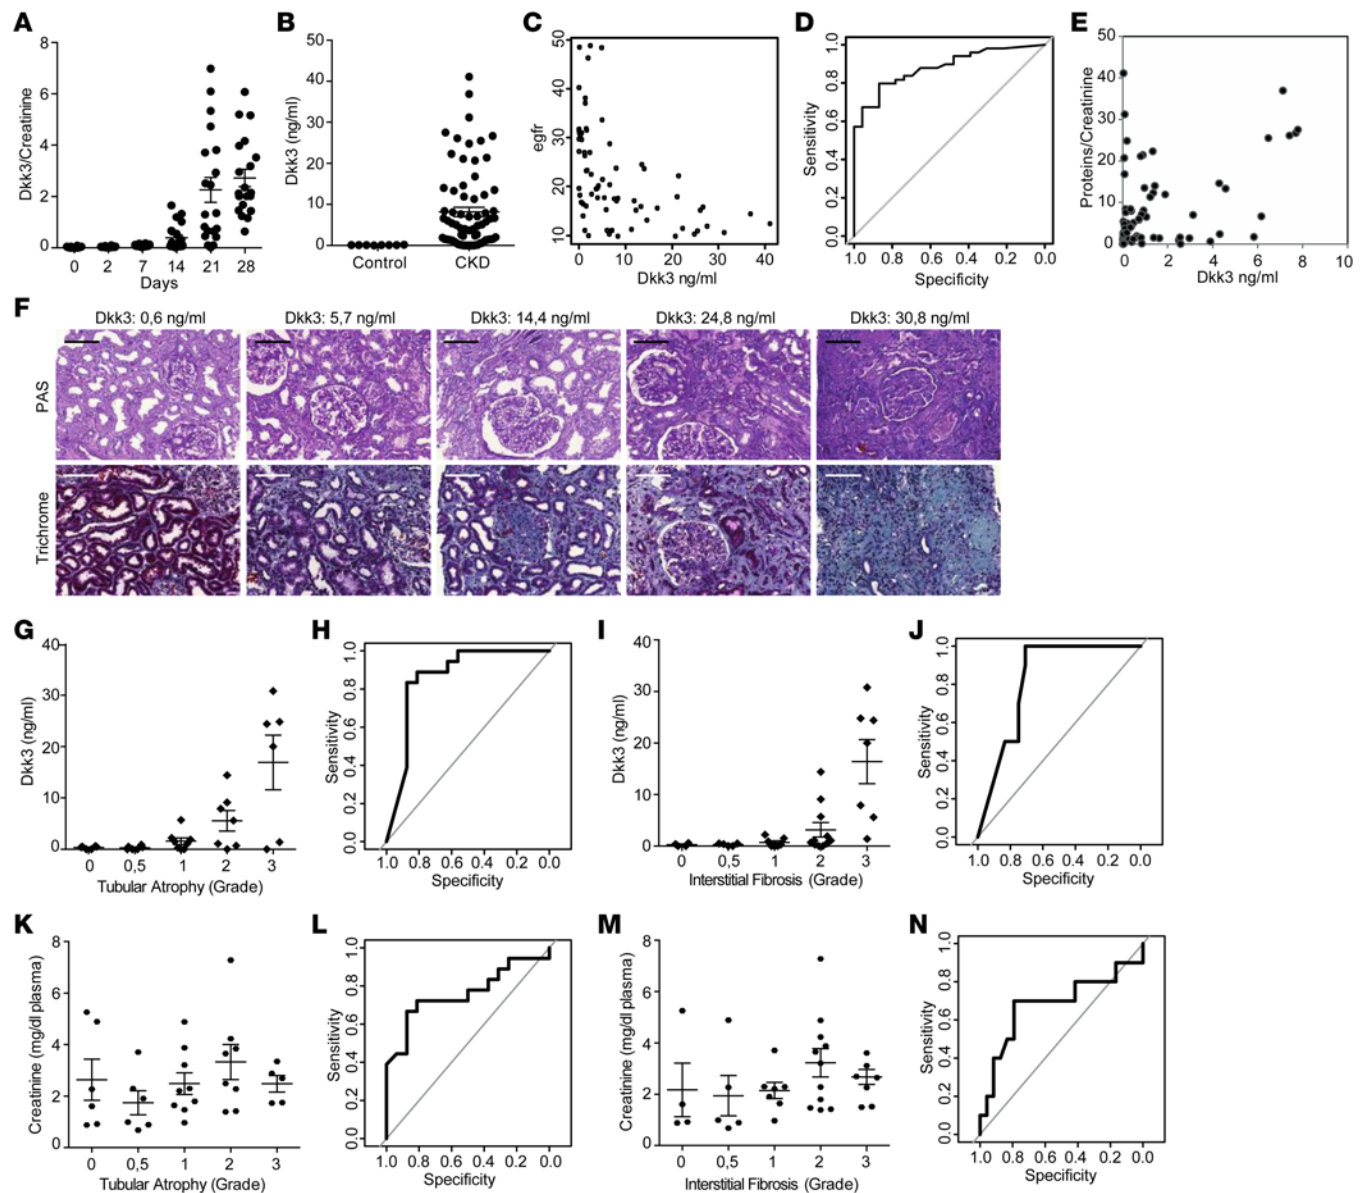 A
Dkk3/Creatinine
8
6
4
2
0
0 2 7 14 21 28
Days
B
Dkk3 (ng/ml)
50
40
30
20
10
0
Control CKD
C
egfr
50
40
30
20
10
0 10 20 30 40
Dkk3 ng/ml
D
Sensitivity
1.0
0.8
0.6
0.4
0.2
0.0
1.0 0.8 0.6 0.4 0.2 0.0
Specificity
E
Proteins/Creatinine
50
40
30
20
10
0
0 2 4 6 8 10
Dkk3 ng/ml
F
Dkk3: 0,6 ng/ml
Dkk3: 5,7 ng/ml
Dkk3: 14,4 ng/ml
Dkk3: 24,8 ng/ml
Dkk3: 30,8 ng/ml
PAS
Trichrome
G
Dkk3 (ng/ml)
40
30
20
10
0
0 0,5 1 2 3
Tubular Atrophy (Grade)
H
Sensitivity
1.0
0.8
0.6
0.4
0.2
0.0
1.0 0.8 0.6 0.4 0.2 0.0
Specificity
I
Dkk3 (ng/ml)
40
30
20
10
0
0 0,5 1 2 3
Interstitial Fibrosis (Grade)
J
Sensitivity
1.0
0.8
0.6
0.4
0.2
0.0
1.0 0.8 0.6 0.4 0.2 0.0
Specificity
K
Creatinine (mg/dl plasma)
8
6
4
2
0
0 0,5 1 2 3
Tubular Atrophy (Grade)
L
Sensitivity
1.0
0.8
0.6
0.4
0.2
0.0
1.0 0.8 0.6 0.4 0.2 0.0
Specificity
M
Creatinine (mg/dl plasma)
8
6
4
2
0
0 0,5 1 2 3
Interstitial Fibrosis (Grade)
N
Sensitivity
1.0
0.8
0.6
0.4
0.2
0.0
1.0 0.8 0.6 0.4 0.2 0.0
Specificity